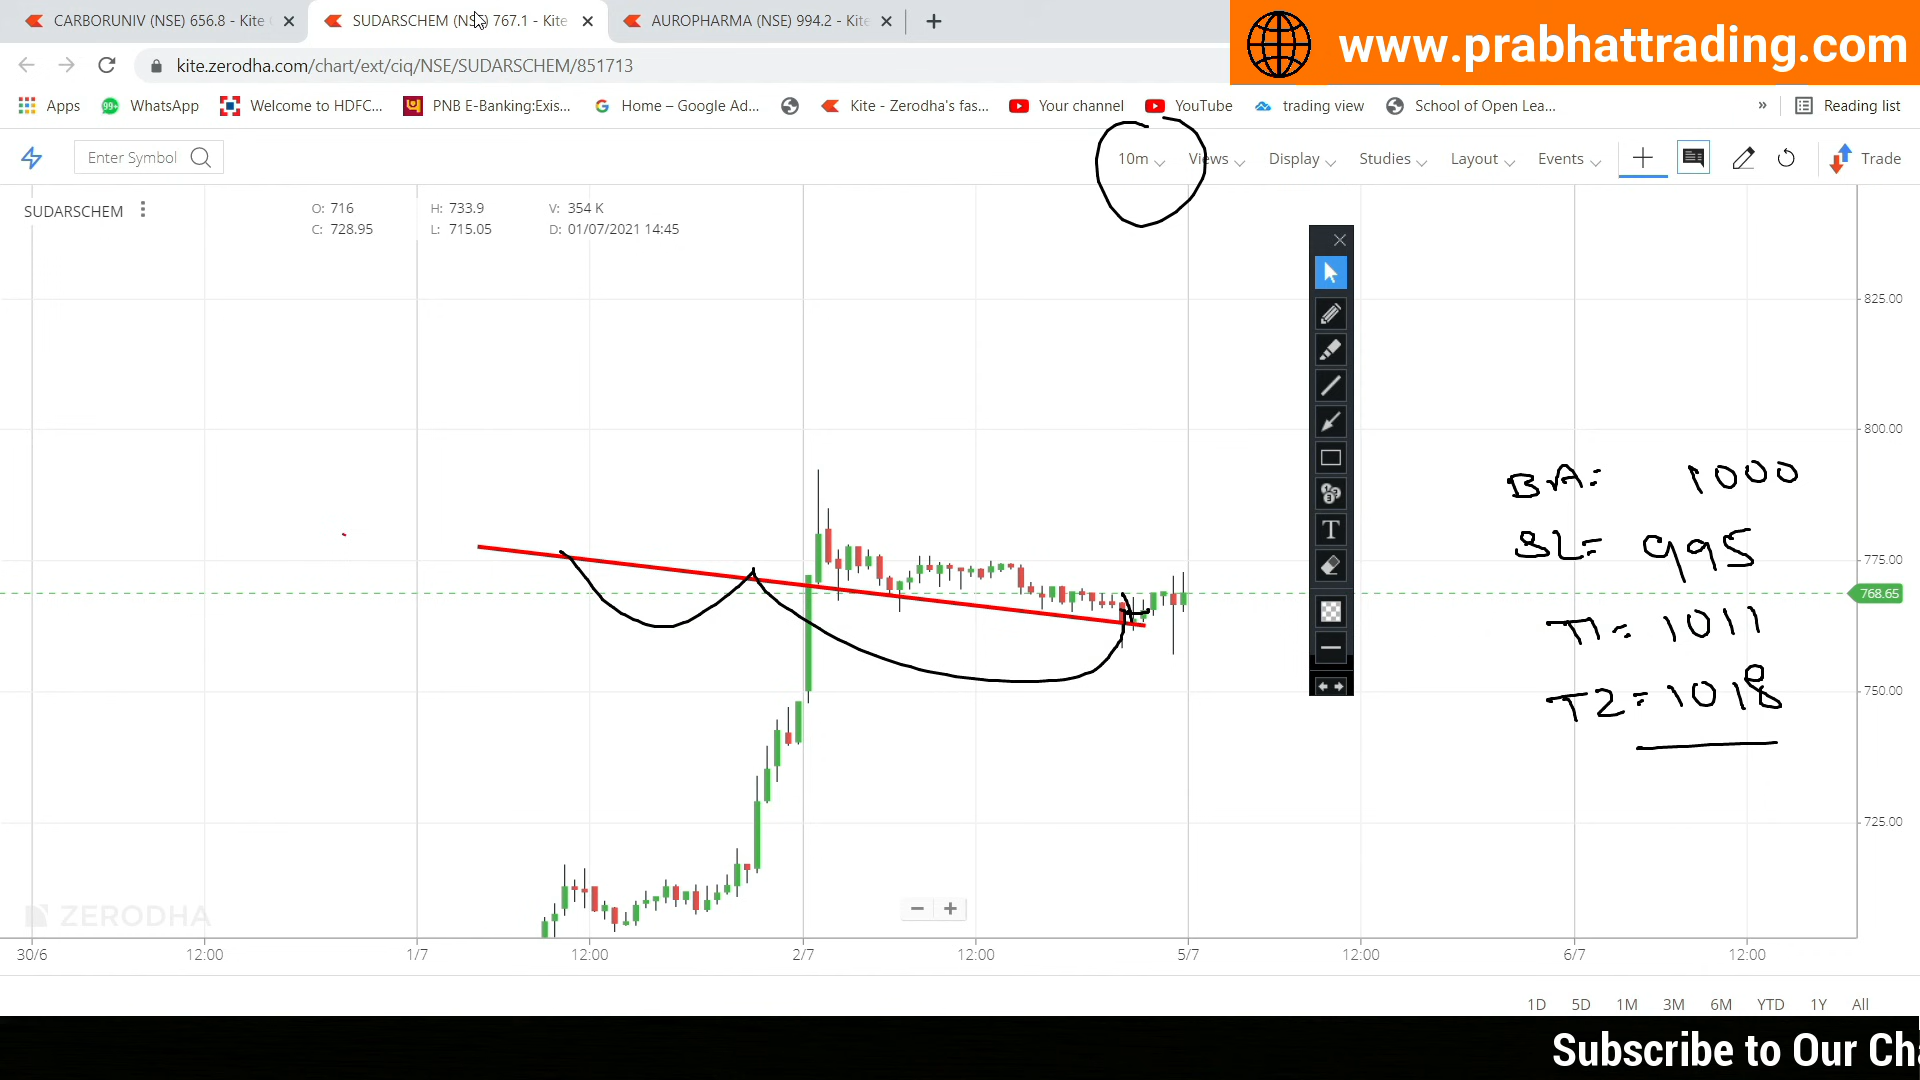 CARBORUNIV (NSE) 656.8 - Kite
SUDARSCHEM (NSE) 767.1 - Kite
AUROPHARMA (NSE) 994.2 - Kite
www.prabhattrading.com
kite.zerodha.com/chart/ext/ciq/NSE/SUDARSCHEM/851713
Apps
99+
WhatsApp
Welcome to HDFC...
PNB E-Banking:Exis...
Home – Google Ad...
Kite - Zerodha's fas...
Your channel
YouTube
trading view
School of Open Lea...
»
Reading list
Enter Symbol
10m
Views
Display
Studies
Layout
Events
Trade
SUDARSCHEM
O: 716
H: 733.9
V: 354 K
C: 728.95
L: 715.05
D: 01/07/2021 14:45
T
825.00
800.00
775.00
768.65
750.00
725.00
BA: 1000
SL= 995
T1= 1011
T2= 1018
ZERODHA
30/6
12:00
1/7
12:00
2/7
12:00
5/7
12:00
6/7
12:00
1D 5D 1M 3M 6M YTD 1Y All
Subscribe to Our Cha